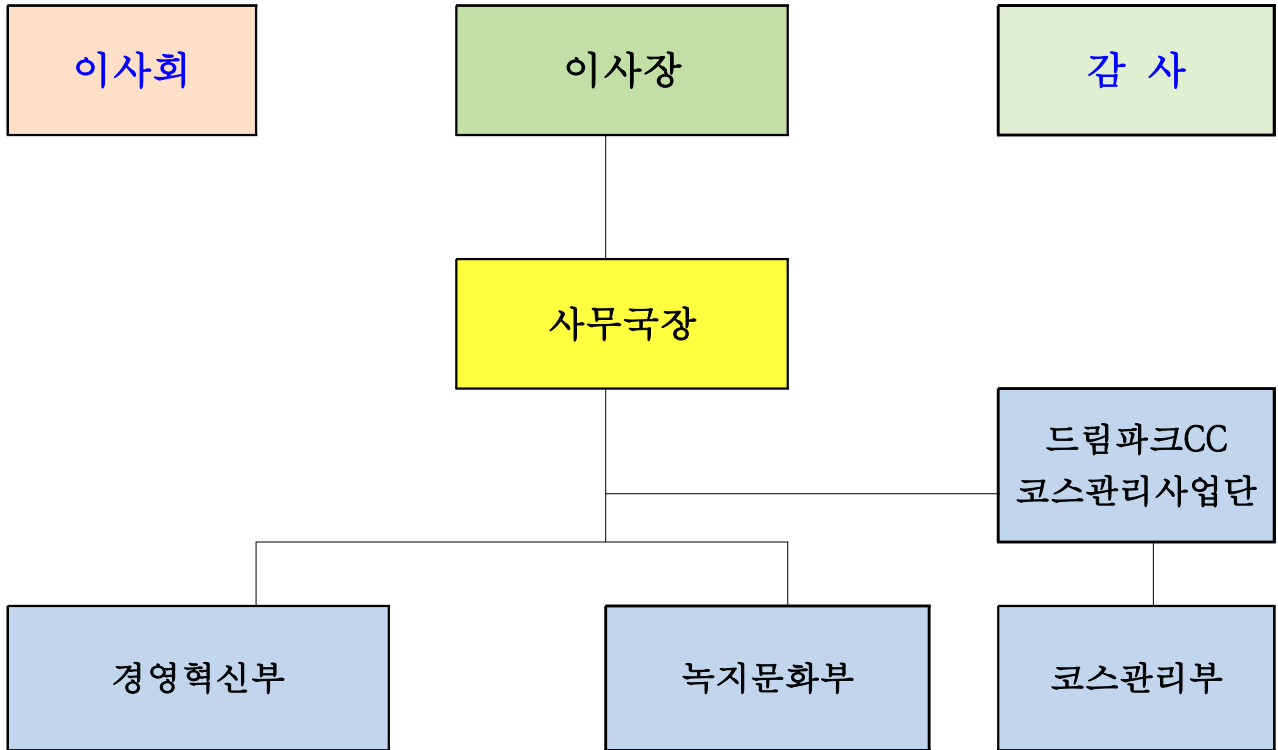 이사회
이사장
감 사
사무국장
드림파크CC
코스관리사업단
경영혁신부
녹지문화부
코스관리부